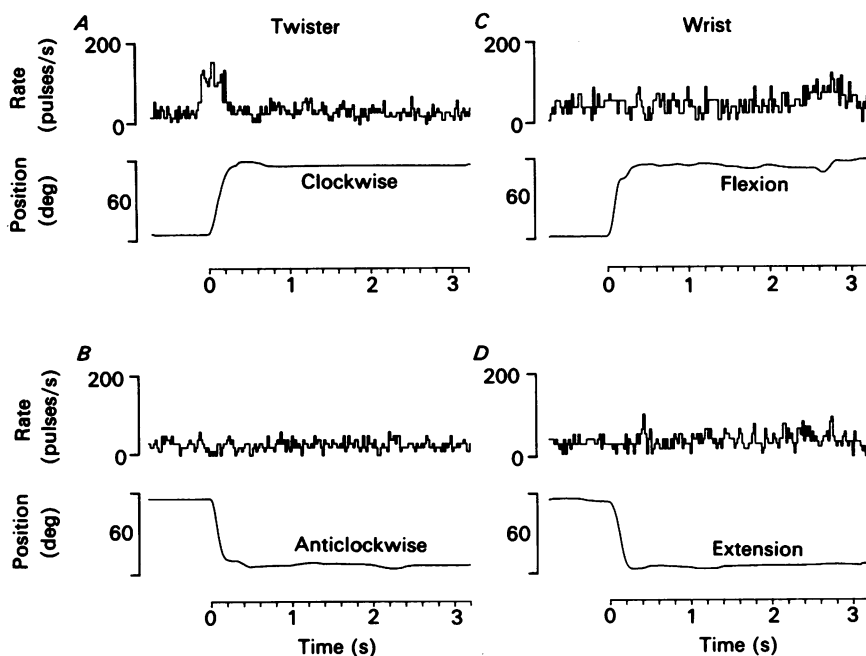 A
Twister
200
Rate
(pulses/s)
0
Position
(deg)
60
Clockwise
0 1 2 3
C
Wrist
200
0
60
Flexion
0 1 2 3
B
200
Rate
(pulses/s)
0
Position
(deg)
60
Anticlockwise
0 1 2 3
Time (s)
D
200
0
60
Extension
0 1 2 3
Time (s)